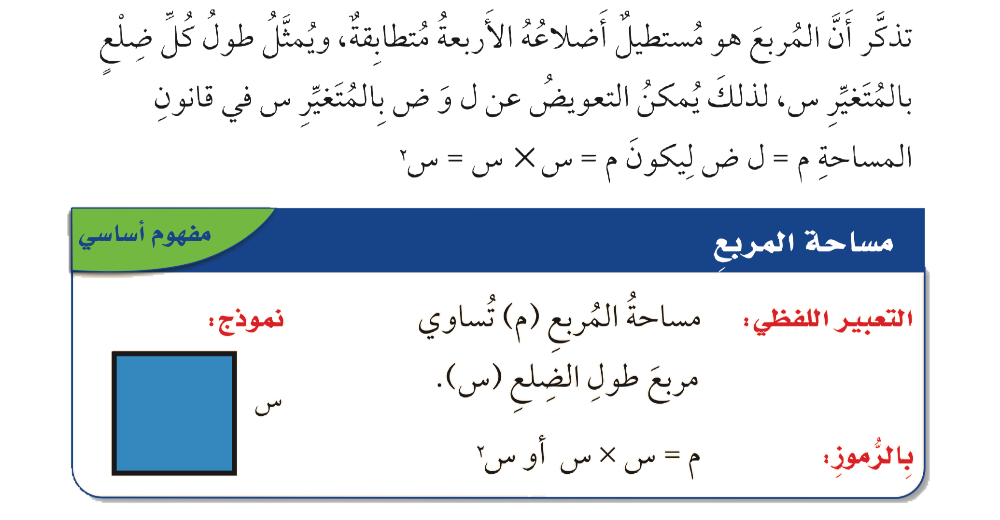 تذكَّر أَنَّ المُربعَ هو مُستطيلٌ أَضلاعُهُ الأَربعةُ مُتطابِقةٌ، ويُمثَّلُ طولُ كُلِّ ضِلْعٍ
بالمُتَغيِّرِ س، لذلكَ يُمكنُ التعويضُ عن ل وَ ض بِالمُتَغيِّرِ س في قانونِ
المساحةِ م = ل ض لِيكونَ م = س × س = س٢
مساحة المربعِ
مفهوم أساسي
التعبير اللفظي: مساحةُ المُربعِ (م) تُساوي
مربعَ طولِ الضِلعِ (س).
بِالرُّموزِ: م = س × س أو س٢
نموذج:
س